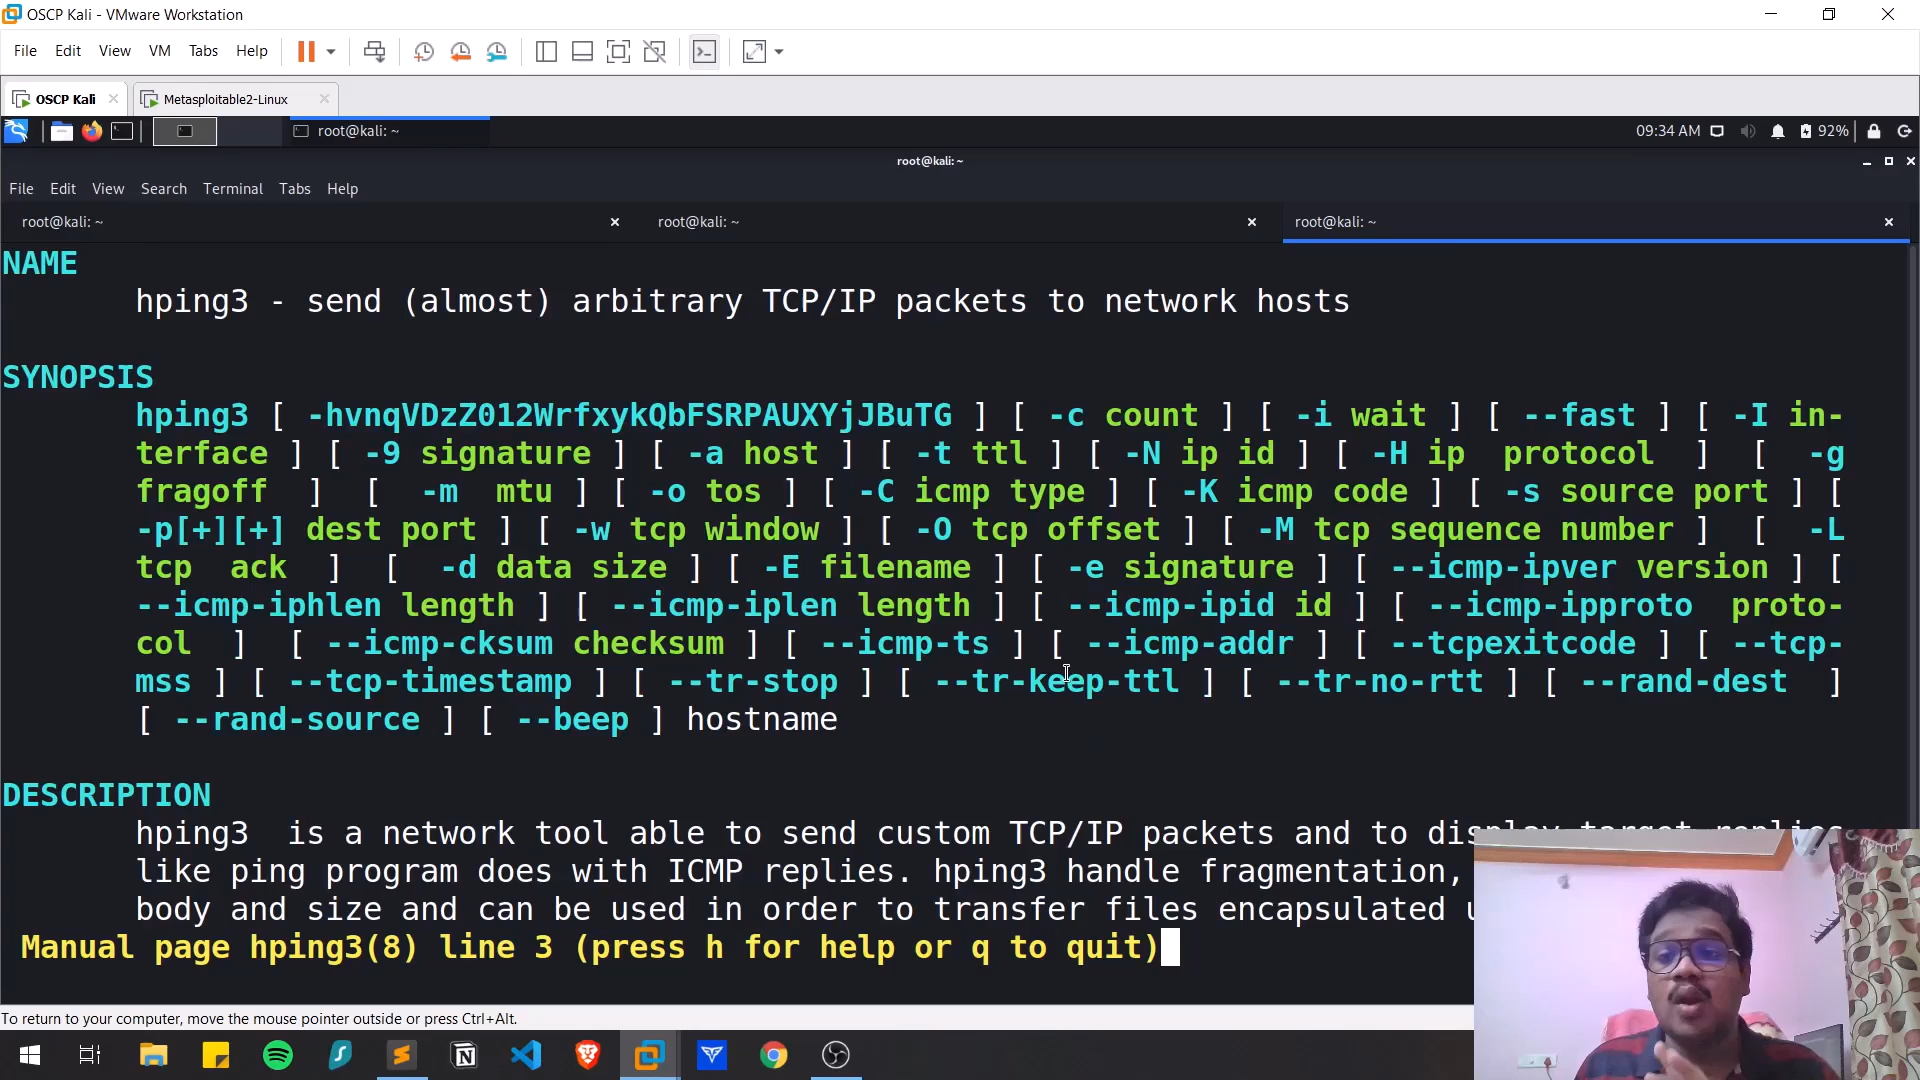 OSCP Kali - VMware Workstation
File Edit View VM Tabs Help
OSCP Kali Metasploitable2-Linux
root@kali: ~ 09:34 AM 92%
root@kali: ~
File Edit View Search Terminal Tabs Help
root@kali: ~ root@kali: ~ root@kali: ~
NAME
hping3 - send (almost) arbitrary TCP/IP packets to network hosts
SYNOPSIS
hping3 [ -hvnqVDzZ012WrfxykQbFSRPAUXYjJBuTG ] [ -c count ] [ -i wait ] [ --fast ] [ -I in-
terface ] [ -9 signature ] [ -a host ] [ -t ttl ] [ -N ip id ] [ -H ip protocol ] [ -g
fragoff ] [ -m mtu ] [ -o tos ] [ -C icmp type ] [ -K icmp code ] [ -s source port ] [
-p[+][+] dest port ] [ -w tcp window ] [ -O tcp offset ] [ -M tcp sequence number ] [ -L
tcp ack ] [ -d data size ] [ -E filename ] [ -e signature ] [ --icmp-ipver version ] [
--icmp-iphlen length ] [ --icmp-iplen length ] [ --icmp-ipid id ] [ --icmp-ipproto proto-
col ] [ --icmp-cksum checksum ] [ --icmp-ts ] [ --icmp-addr ] [ --tcpexitcode ] [ --tcp-
mss ] [ --tcp-timestamp ] [ --tr-stop ] [ --tr-keep-ttl ] [ --tr-no-rtt ] [ --rand-dest ]
[ --rand-source ] [ --beep ] hostname
DESCRIPTION
hping3 is a network tool able to send custom TCP/IP packets and to display target replies
like ping program does with ICMP replies. hping3 handle fragmentation,
body and size and can be used in order to transfer files encapsulated
Manual page hping3(8) line 3 (press h for help or q to quit)
To return to your computer, move the mouse pointer outside or press Ctrl+Alt.